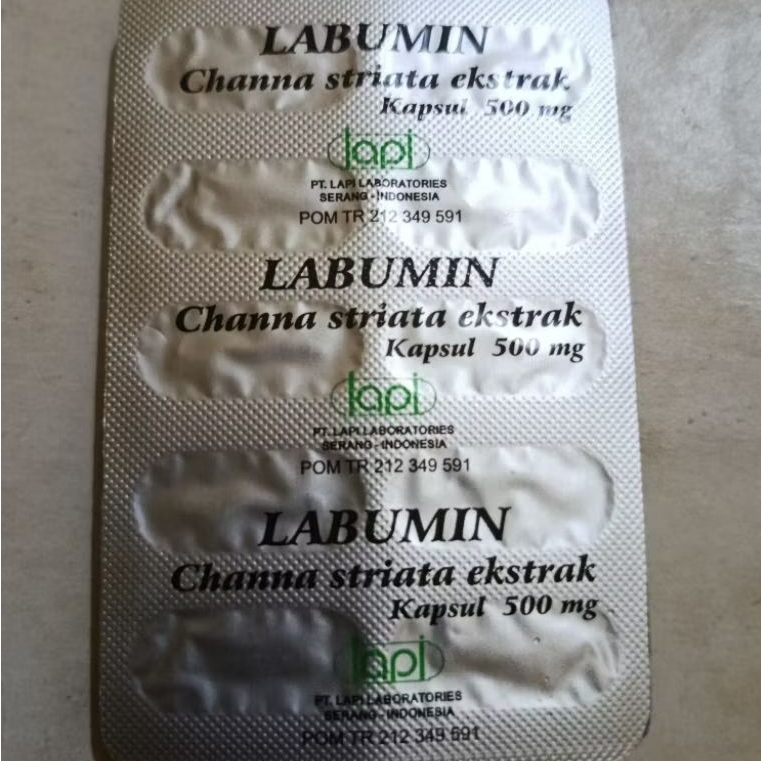 LABUMIN
Channa striata ekstrak
Kapsul 500 mg
lapi
PT. LAPI LABORATORIES
SERANG - INDONESIA
POM TR 212 349 591
LABUMIN
Channa striata ekstrak
Kapsul 500 mg
lapi
PT. LAPI LABORATORIES
SERANG - INDONESIA
POM TR 212 349 591
LABUMIN
Channa striata ekstrak
Kapsul 500 mg
lapi
PT. LAPI LABORATORIES
SERANG - INDONESIA
POM TR 212 349 591